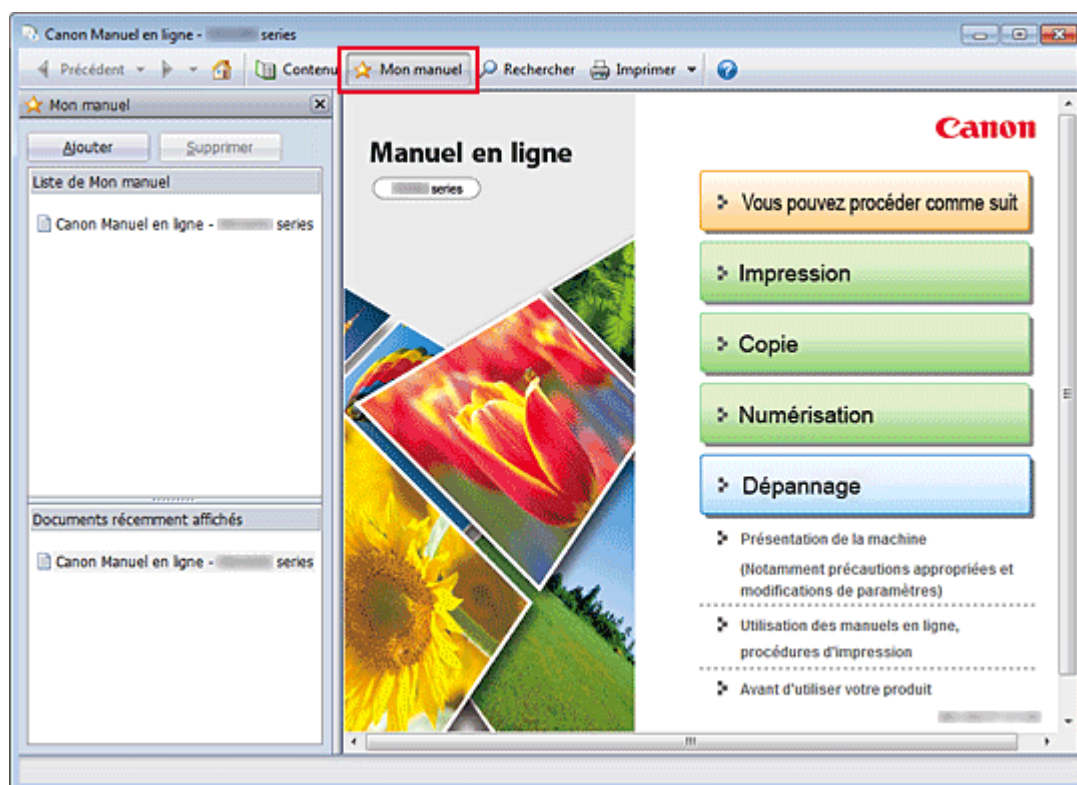 Canon Manuel en ligne - series
Précédent Contenu Mon manuel Rechercher Imprimer
Mon manuel
Ajouter Supprimer
Liste de Mon manuel
Canon Manuel en ligne - series
Documents récemment affichés
Canon Manuel en ligne - series
Manuel en ligne
series
Canon
Vous pouvez procéder comme suit
Impression
Copie
Numérisation
Dépannage
Présentation de la machine
(Notamment précautions appropriées et
modifications de paramètres)
Utilisation des manuels en ligne,
procédures d'impression
Avant d'utiliser votre produit